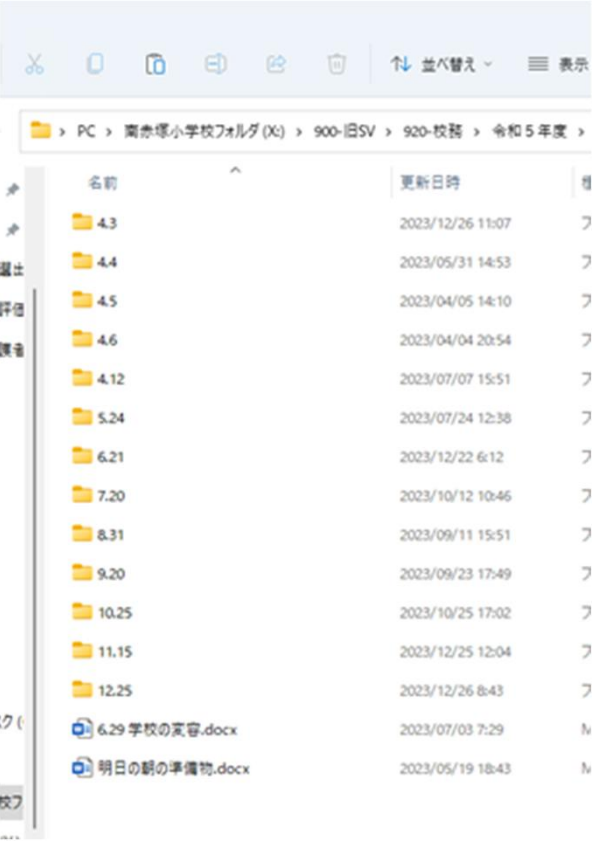 並べ替え 表示
PC › 南赤塚小学校フォルダ (X:) › 900-旧SV › 920-校務 › 令和5年度 ›
名前 更新日時
4.3 2023/12/26 11:07
4.4 2023/05/31 14:53
4.5 2023/04/05 14:10
4.6 2023/04/04 20:54
4.12 2023/07/07 15:51
5.24 2023/07/24 12:38
6.21 2023/12/22 6:12
7.20 2023/10/12 10:46
8.31 2023/09/11 15:51
9.20 2023/09/23 17:49
10.25 2023/10/25 17:02
11.15 2023/12/25 12:04
12.25 2023/12/26 8:43
6.29 学校の変容.docx 2023/07/03 7:29
明日の朝の準備物.docx 2023/05/19 18:43